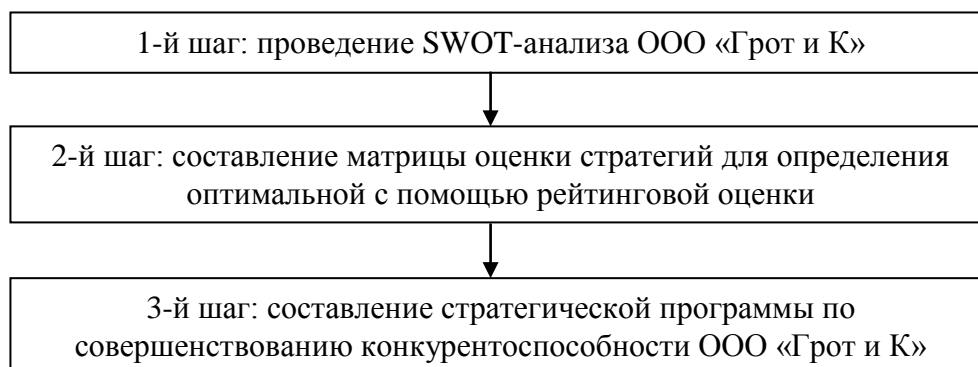 1-й шаг: проведение SWOT-анализа ООО «Грот и К»
2-й шаг: составление матрицы оценки стратегий для определения
оптимальной с помощью рейтинговой оценки
3-й шаг: составление стратегической программы по
совершенствованию конкурентоспособности ООО «Грот и К»